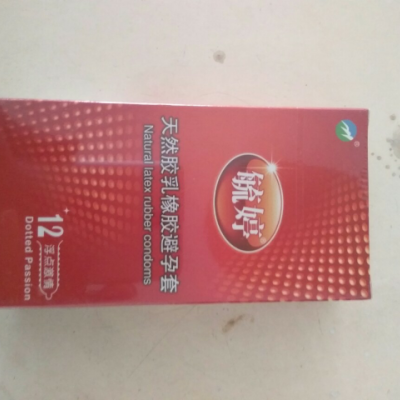 毓婷
天然胶乳橡胶避孕套
Natural latex rubber condoms
12 浮点激情
Dotted Passion